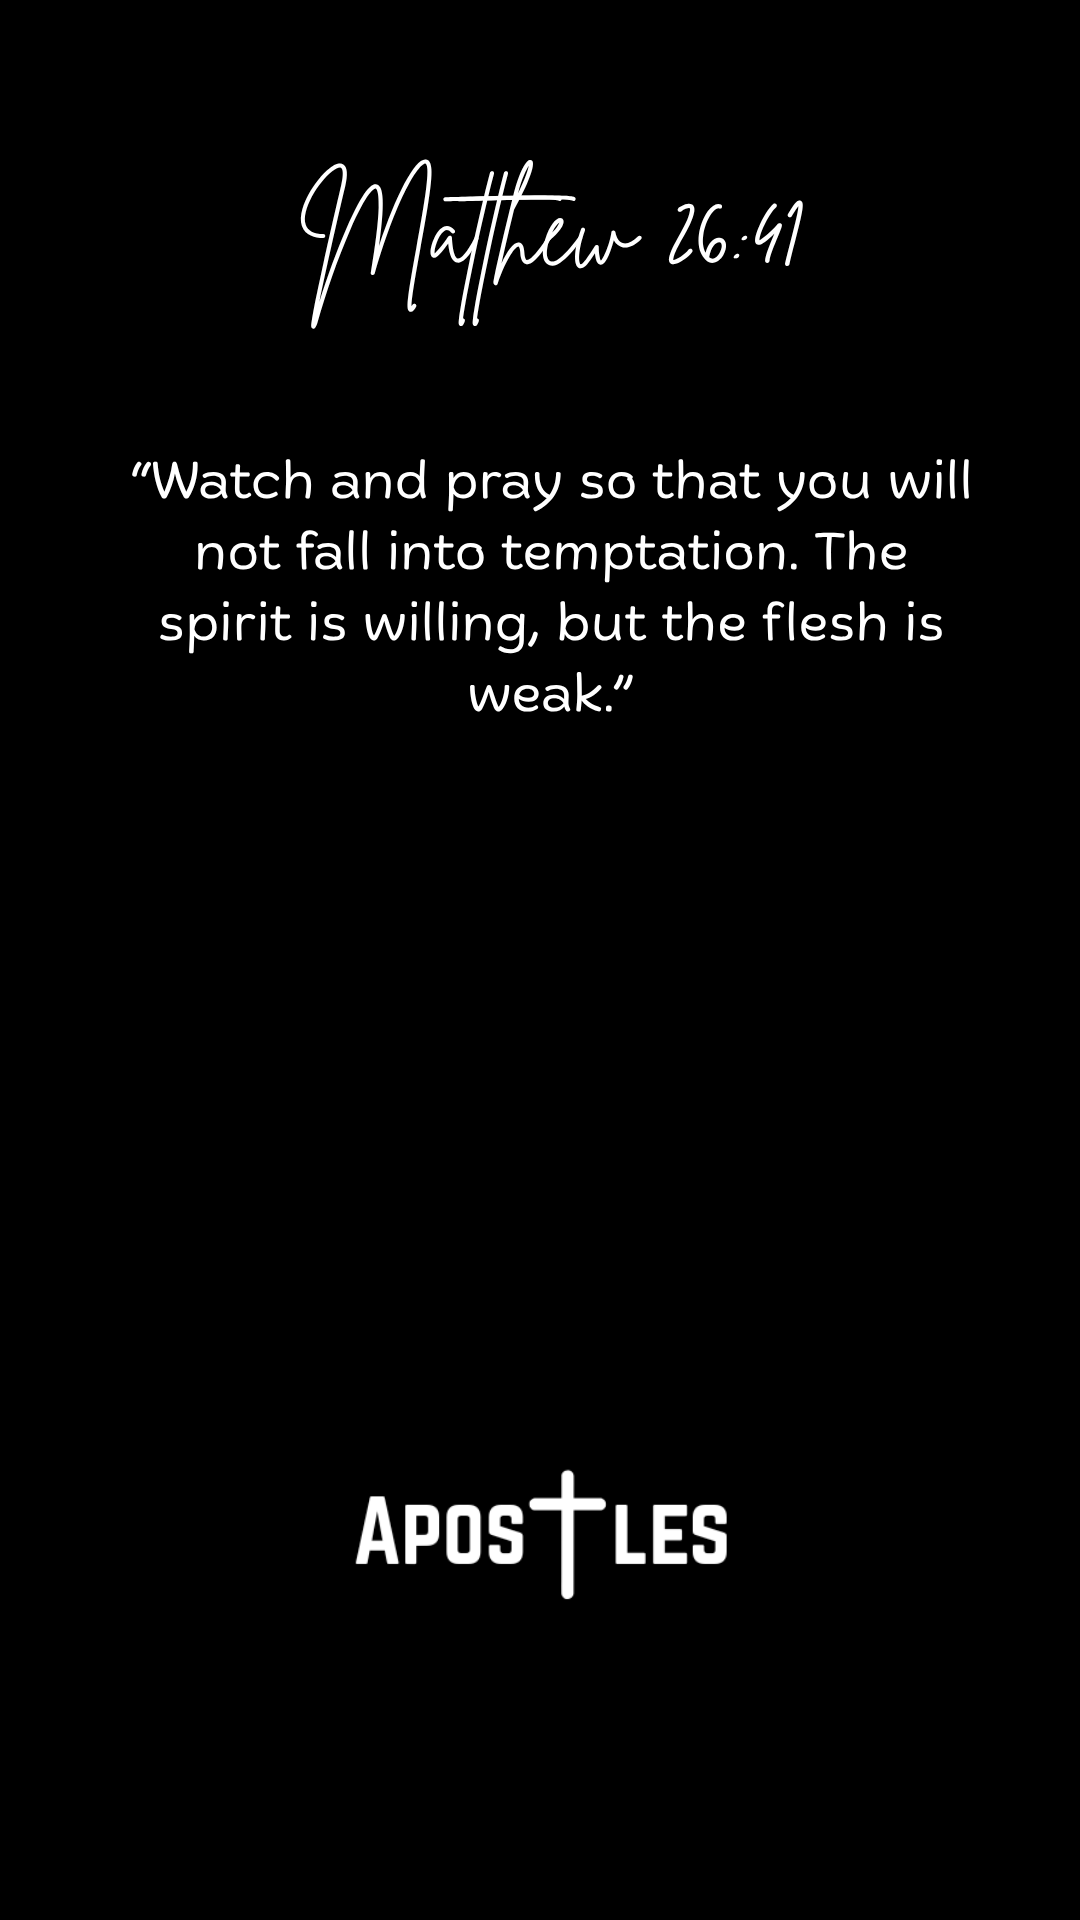 Matthew 26:41
“Watch and pray so that you will
not fall into temptation. The
spirit is willing, but the flesh is
weak.”
Apostles